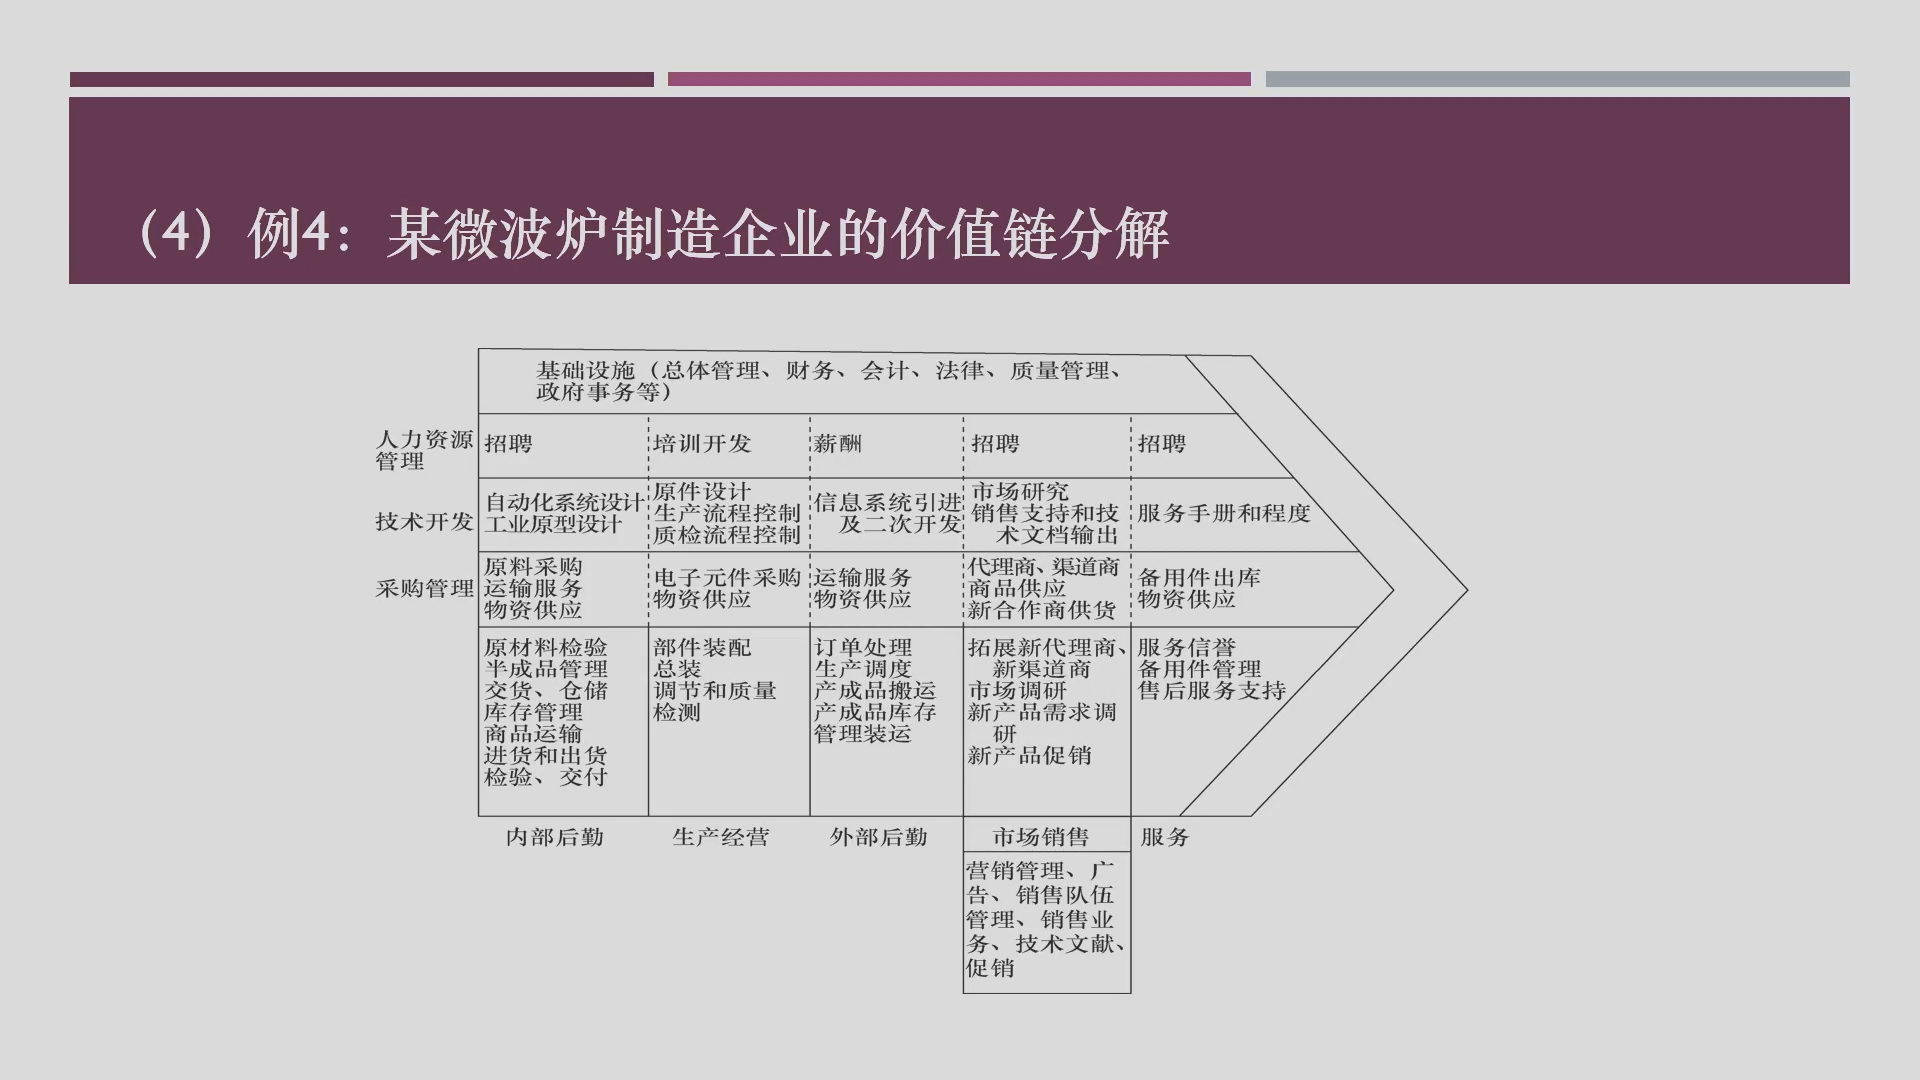 （4）例4：某微波炉制造企业的价值链分解
基础设施（总体管理、财务、会计、法律、质量管理、
政府事务等）
人力资源
管理
招聘
培训开发
薪酬
招聘
招聘
技术开发
自动化系统设计
工业原型设计
原件设计
生产流程控制
质检流程控制
信息系统引进
及二次开发
市场研究
销售支持和技
术文档输出
服务手册和程度
采购管理
原料采购
运输服务
物资供应
电子元件采购
物资供应
运输服务
物资供应
代理商、渠道商
商品供应
新合作商供货
备用件出库
物资供应
原材料检验
半成品管理
交货、仓储
库存管理
商品运输
进货和出货
检验、交付
部件装配
总装
调节和质量
检测
订单处理
生产调度
产成品搬运
产成品库存
管理装运
拓展新代理商、
新渠道商
市场调研
新产品需求调
研
新产品促销
服务信誉
备用件管理
售后服务支持
内部后勤
生产经营
外部后勤
市场销售
服务
营销管理、广
告、销售队伍
管理、销售业
务、技术文献、
促销